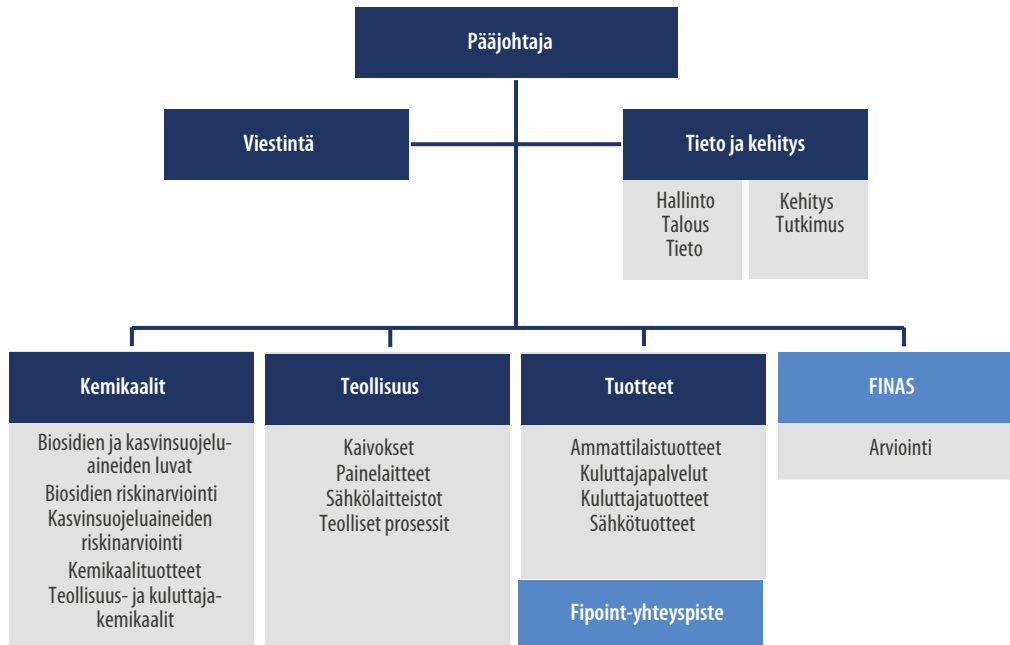 Pääjohtaja
Viestintä
Tieto ja kehitys
Hallinto
Talous
Tieto
Kehitys
Tutkimus
Kemikaalit
Biosidien ja kasvinsuojelu-
aineiden luvat
Biosidien riskinarviointi
Kasvinsuojeluaineiden
riskinarviointi
Kemikaalituotteet
Teollisuus- ja kuluttaja-
kemikaalit
Teollisuus
Kaivokset
Painelaitteet
Sähkölaitteistot
Teolliset prosessit
Tuotteet
Ammattilaistuotteet
Kuluttajapalvelut
Kuluttajatuotteet
Sähkötuotteet
Fipoint-yhteyspiste
FINAS
Arviointi